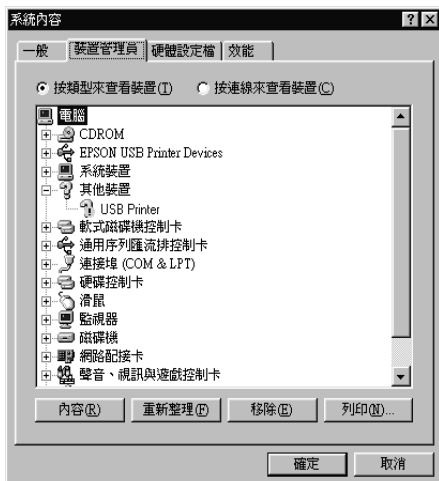 系統內容
一般 裝置管理員 硬體設定檔 效能
按類型來查看裝置(T) 按連線來查看裝置(C)
電腦
CDROM
EPSON USB Printer Devices
系統裝置
其他裝置
USB Printer
軟式磁碟機控制卡
通用序列匯流排控制卡
連接埠 (COM & LPT)
硬碟控制卡
滑鼠
監視器
磁碟機
網路配接卡
聲音、視訊與遊戲控制卡
內容(R) 重新整理(F) 移除(E) 列印(N)...
確定 取消